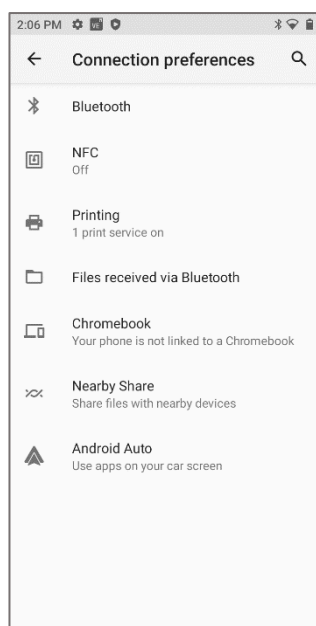 2:06 PM
Connection preferences
Bluetooth
NFC
Off
Printing
1 print service on
Files received via Bluetooth
Chromebook
Your phone is not linked to a Chromebook
Nearby Share
Share files with nearby devices
Android Auto
Use apps on your car screen